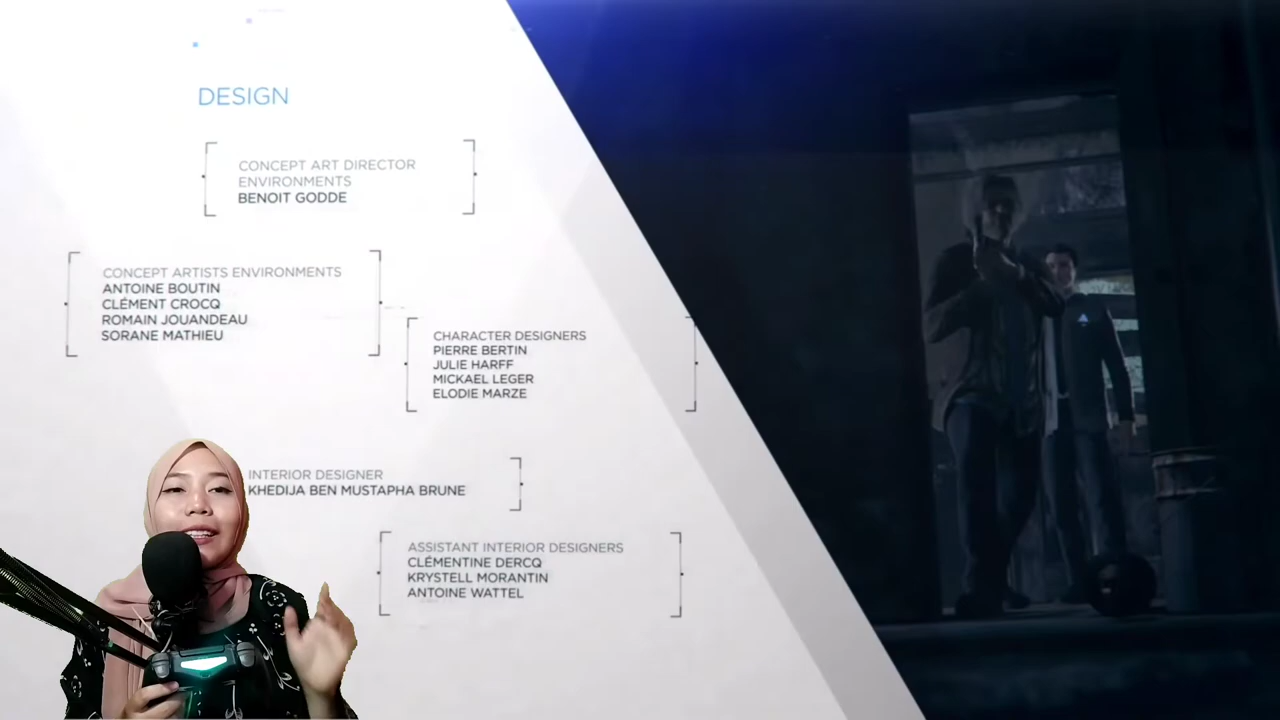 DESIGN
CONCEPT ART DIRECTOR
ENVIRONMENTS
BENOIT GODDE
CONCEPT ARTISTS ENVIRONMENTS
ANTOINE BOUTIN
CLÉMENT CROCQ
ROMAIN JOUANDEAU
SORANE MATHIEU
CHARACTER DESIGNERS
PIERRE BERTIN
JULIE HARFF
MICKAEL LEGER
ELODIE MARZE
INTERIOR DESIGNER
KHEDIJA BEN MUSTAPHA BRUNE
ASSISTANT INTERIOR DESIGNERS
CLÉMENTINE DERCQ
KRYSTELL MORANTIN
ANTOINE WATTEL